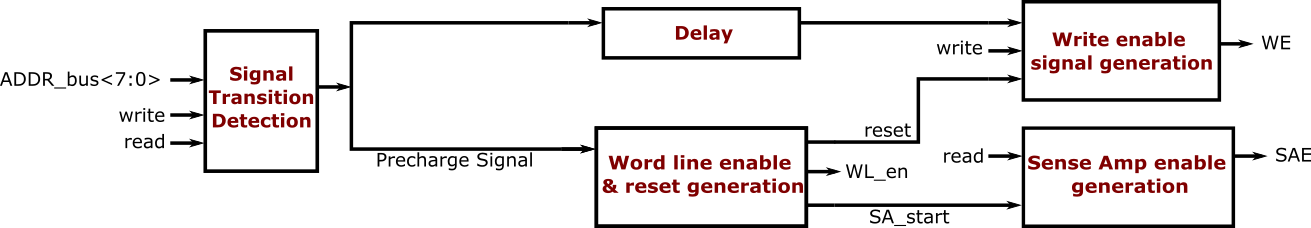 ADDR_bus<7:0>
write
read
Signal
Transition
Detection
Precharge Signal
Delay
Word line enable
& reset generation
reset
WL_en
SA_start
write
Write enable
signal generation
WE
read
Sense Amp enable
generation
SAE